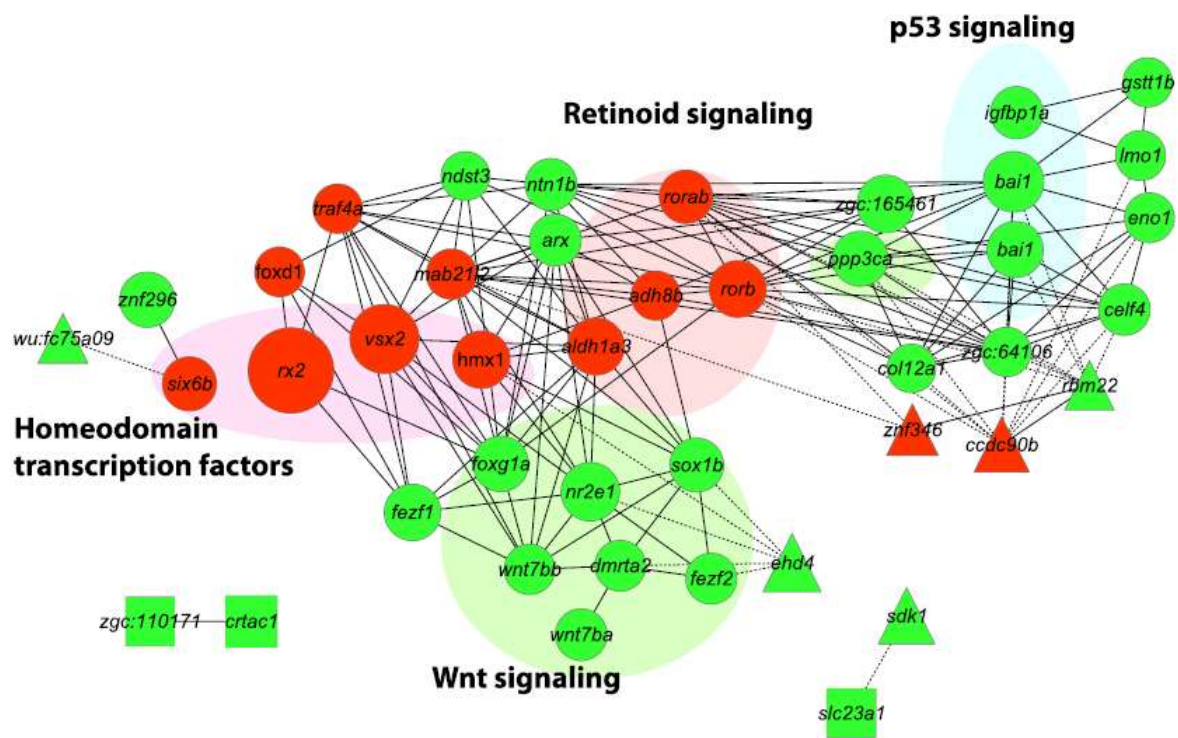 p53 signaling
gstt1b
igfbp1a
Retinoid signaling
lmo1
ndst3
ntn1b
rorab
bai1
zgc:165461
traf4a
eno1
arx
bai1
ppp3ca
foxd1
mab21l2
adh8b
rorb
znf296
celf4
wu:fc75a09
vsx2
hmx1
aldh1a3
zgc:64106
rx2
col12a1
six6b
rbm22
Homeodomain
transcription factors
znf346
ccdc90b
foxg1a
sox1b
nr2e1
fezf1
wnt7bb
dmrta2
fezf2
ehd4
zgc:110171
crtac1
sdk1
wnt7ba
Wnt signaling
slc23a1